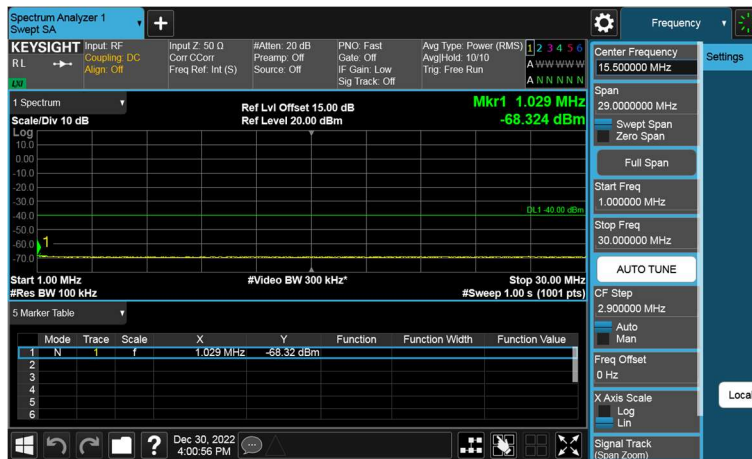 Spectrum Analyzer 1
Swept SA
Frequency
KEYSIGHT
RL
LXI
Input: RF
Coupling: DC
Align: Off
Input Z: 50 Ω
Corr CCorr
Freq Ref: Int (S)
#Atten: 20 dB
Preamp: Off
Source: Off
PNO: Fast
Gate: Off
IF Gain: Low
Sig Track: Off
Avg Type: Power (RMS)
Avg|Hold: 10/10
Trig: Free Run
1 2 3 4 5 6
A W W W W W
A N N N N N
1 Spectrum
Scale/Div 10 dB
Ref Lvl Offset 15.00 dB
Ref Level 20.00 dBm
Mkr1 1.029 MHz
-68.324 dBm
Log
10.0
0.00
-10.0
-20.0
-30.0
-40.0
-50.0
-60.0
-70.0
DL1 -40.00 dBm
1
Start 1.00 MHz
#Res BW 100 kHz
#Video BW 300 kHz*
Stop 30.00 MHz
#Sweep 1.00 s (1001 pts)
5 Marker Table
Mode Trace Scale X Y Function Function Width Function Value
1 N 1 f 1.029 MHz -68.32 dBm
2
3
4
5
6
?
Dec 30, 2022
4:00:56 PM
Center Frequency
15.500000 MHz
Settings
Span
29.0000000 MHz
Swept Span
Zero Span
Full Span
Start Freq
1.000000 MHz
Stop Freq
30.000000 MHz
AUTO TUNE
CF Step
2.900000 MHz
Auto
Man
Freq Offset
0 Hz
X Axis Scale
Log
Lin
Local
Signal Track
(Span Zoom)